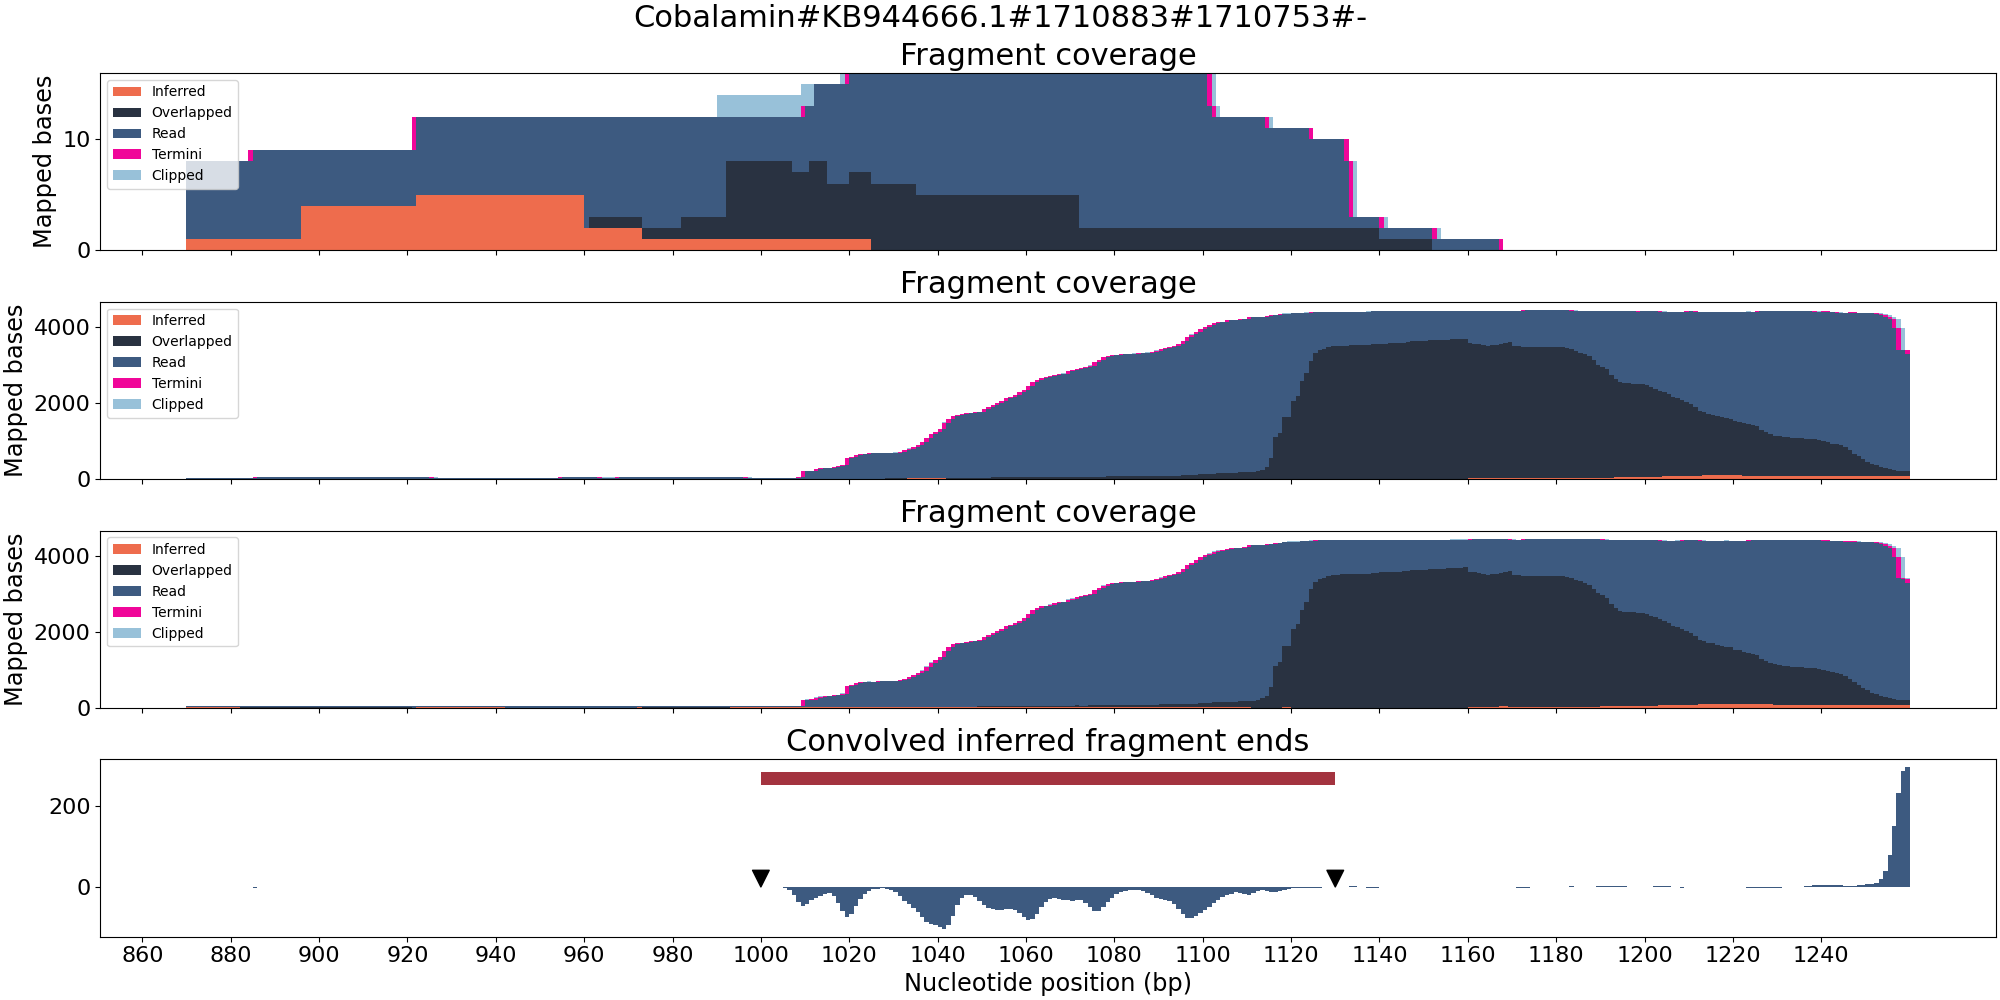 Cobalamin#KB944666.1#1710883#1710753#-
Fragment coverage
Mapped bases
10
0
Inferred
Overlapped
Read
Termini
Clipped
Fragment coverage
Mapped bases
4000
2000
0
Inferred
Overlapped
Read
Termini
Clipped
Fragment coverage
Mapped bases
4000
2000
0
Inferred
Overlapped
Read
Termini
Clipped
Convolved inferred fragment ends
200
0
860 880 900 920 940 960 980 1000 1020 1040 1060 1080 1100 1120 1140 1160 1180 1200 1220 1240
Nucleotide position (bp)